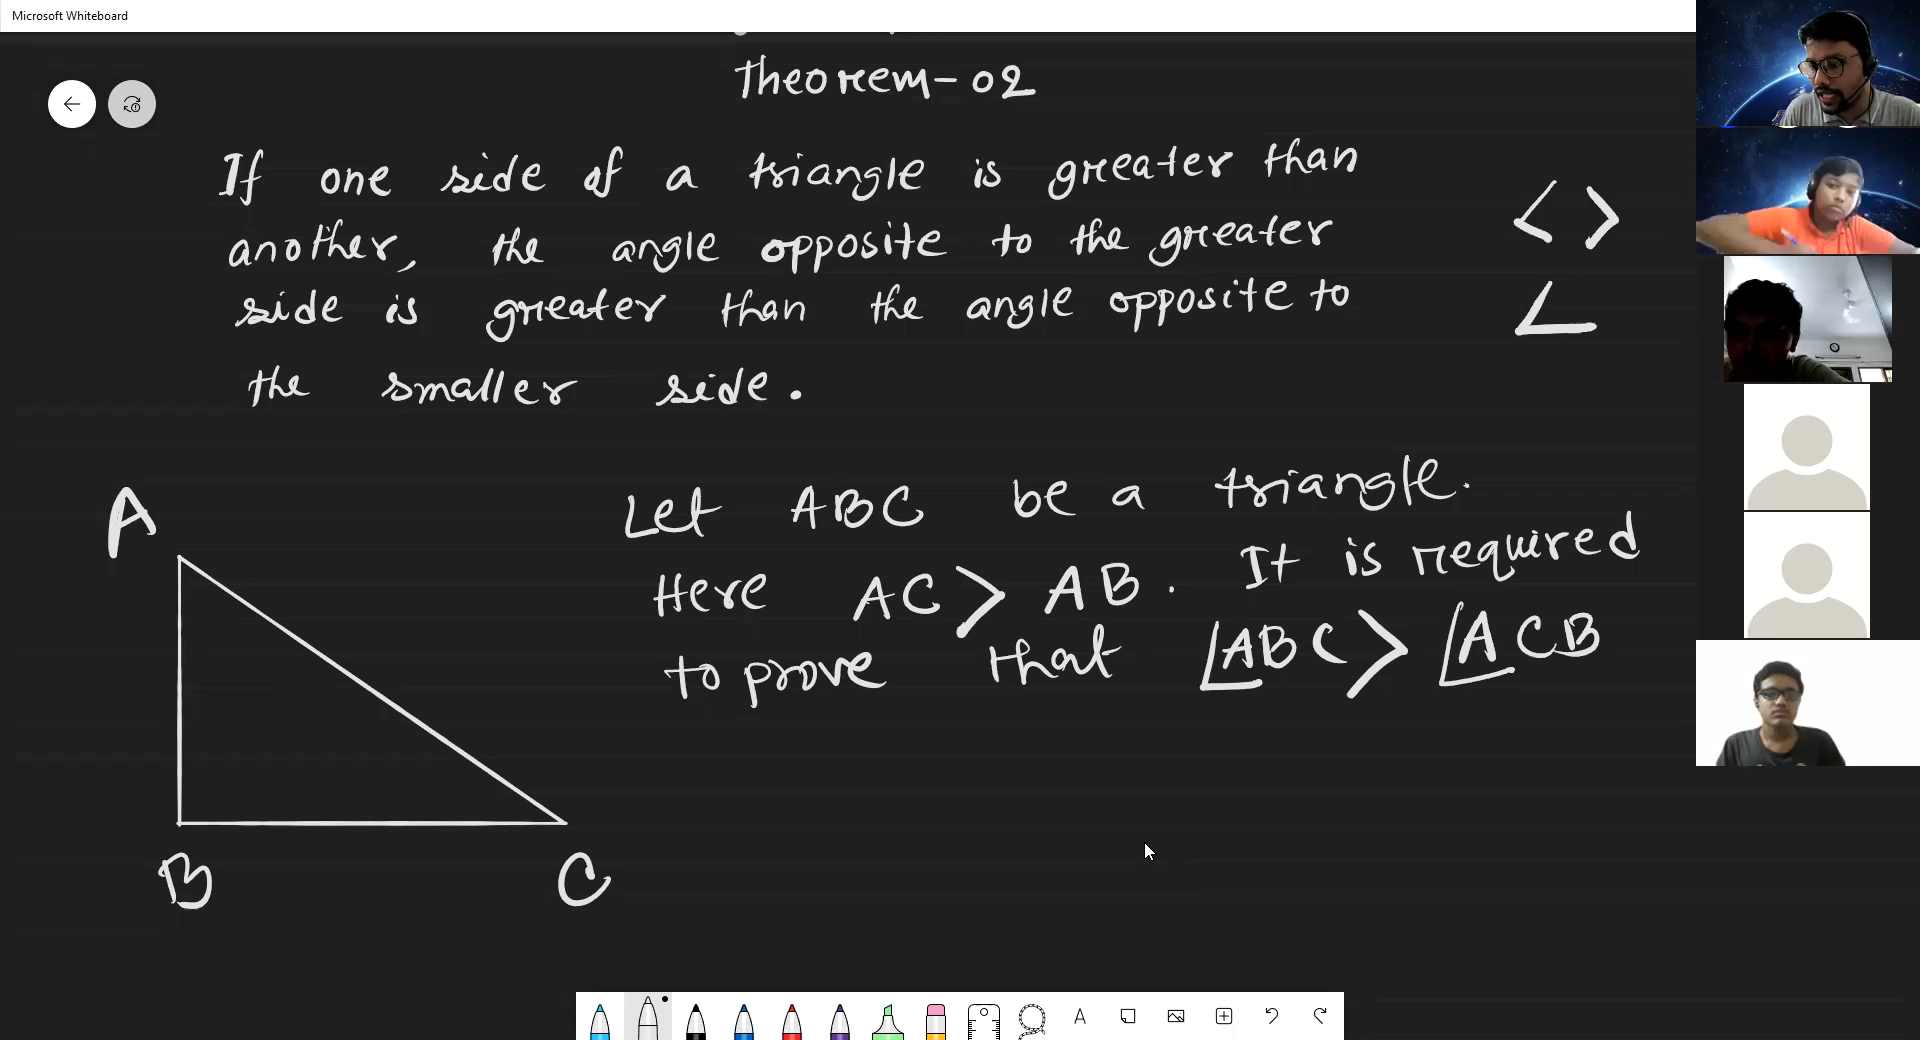 Microsoft Whiteboard
Theorem-02
If one side of a triangle is greater than
another, the angle opposite to the greater
side is greater than the angle opposite to
the smaller side.
< >
∠
A
B
C
Let ABC be a triangle.
Here AC > AB. It is required
to prove that ∠ABC > ∠ACB
A